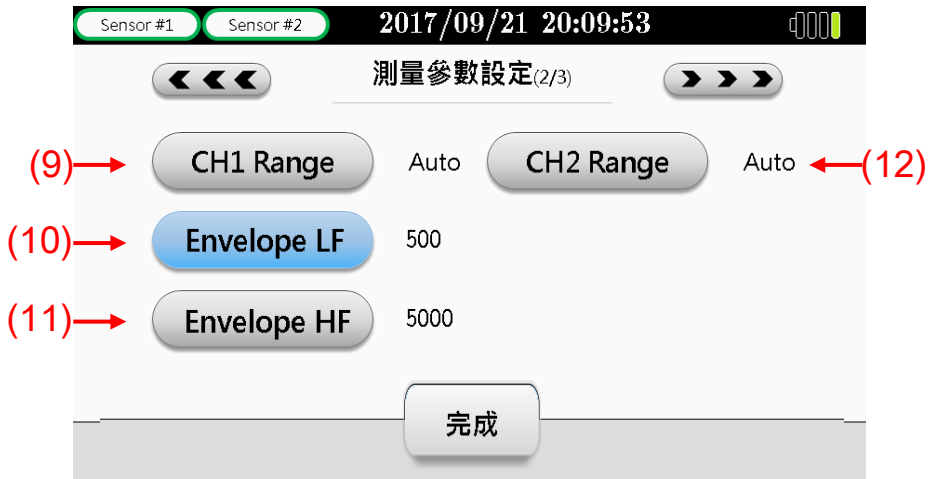 Sensor #1 Sensor #2 2017/09/21 20:09:53
測量參數設定(2/3)
(9) CH1 Range Auto CH2 Range Auto (12)
(10) Envelope LF 500
(11) Envelope HF 5000
完成